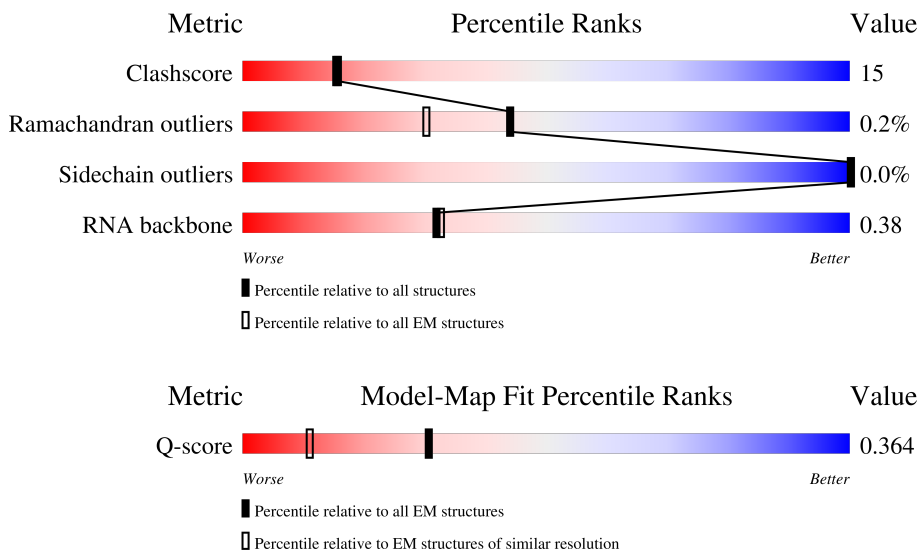 Metric Percentile Ranks Value
Clashscore 15
Ramachandran outliers 0.2%
Sidechain outliers 0.0%
RNA backbone 0.38
Worse Better
Percentile relative to all structures
Percentile relative to all EM structures
Metric Model-Map Fit Percentile Ranks Value
Q-score 0.364
Worse Better
Percentile relative to all EM structures
Percentile relative to EM structures of similar resolution